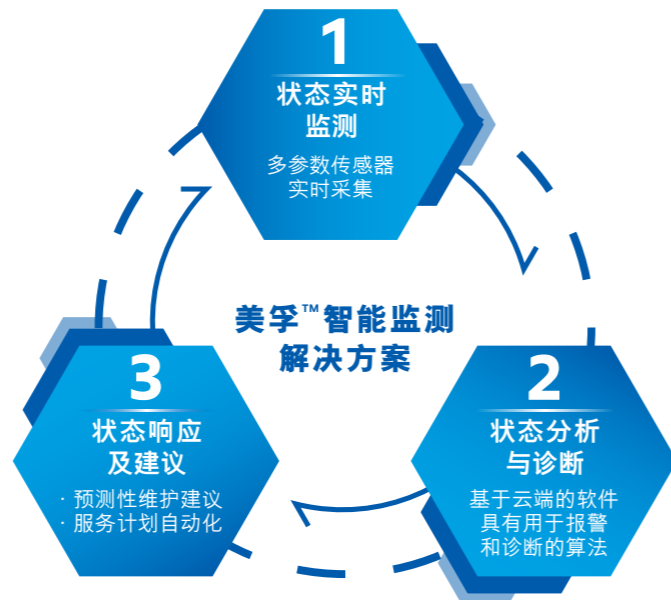 1
状态实时
监测
多参数传感器
实时采集
美孚™智能监测
解决方案
2
状态分析
与诊断
基于云端的软件
具有用于报警
和诊断的算法
3
状态响应
及建议
· 预测性维护建议
· 服务计划自动化